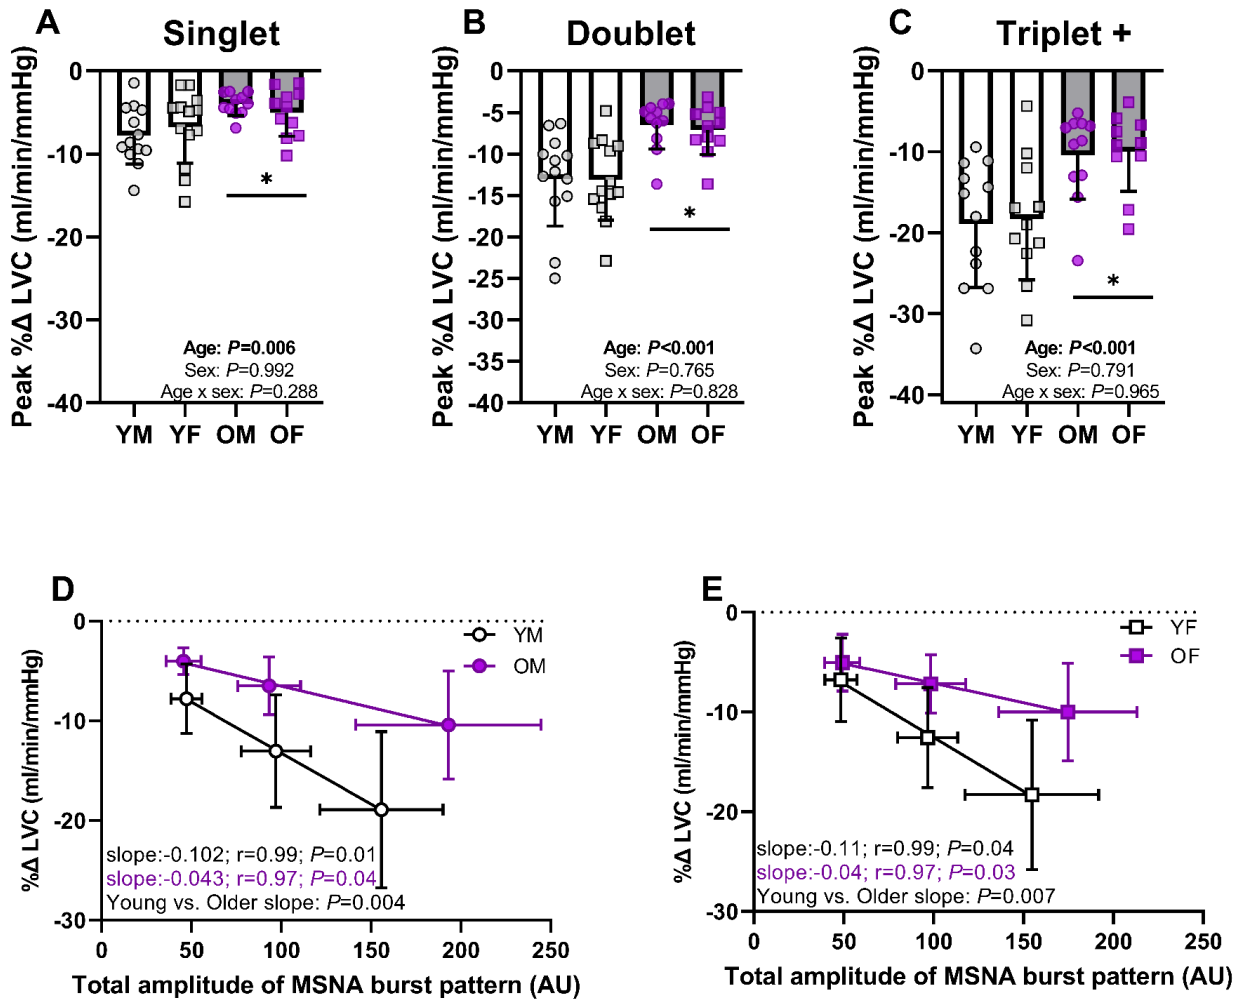 A
Singlet
Peak %Δ LVC (ml/min/mmHg)
0
-10
-20
-30
-40
*
Age: P=0.006
Sex: P=0.992
Age x sex: P=0.288
YM YF OM OF
B
Doublet
Peak %Δ LVC (ml/min/mmHg)
0
-5
-10
-15
-20
-25
-30
-35
-40
*
Age: P<0.001
Sex: P=0.765
Age x sex: P=0.828
YM YF OM OF
C
Triplet +
Peak %Δ LVC (ml/min/mmHg)
0
-10
-20
-30
-40
*
Age: P<0.001
Sex: P=0.791
Age x sex: P=0.965
YM YF OM OF
D
%Δ LVC (ml/min/mmHg)
0
-10
-20
-30
YM
OM
slope:-0.102; r=0.99; P=0.01
slope:-0.043; r=0.97; P=0.04
Young vs. Older slope: P=0.004
0 50 100 150 200 250
Total amplitude of MSNA burst pattern (AU)
E
%Δ LVC (ml/min/mmHg)
0
-10
-20
-30
YF
OF
slope:-0.11; r=0.99; P=0.04
slope:-0.04; r=0.97; P=0.03
Young vs. Older slope: P=0.007
0 50 100 150 200 250
Total amplitude of MSNA burst pattern (AU)